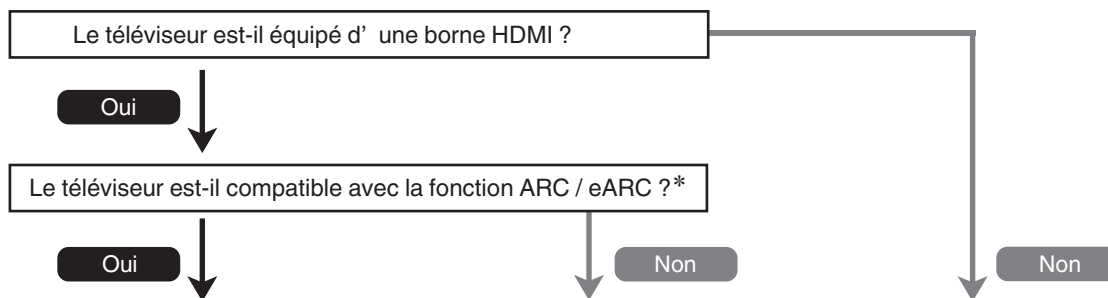 Le téléviseur est-il équipé d’ une borne HDMI ?
Oui
Le téléviseur est-il compatible avec la fonction ARC / eARC ?*
Oui
Non
Non